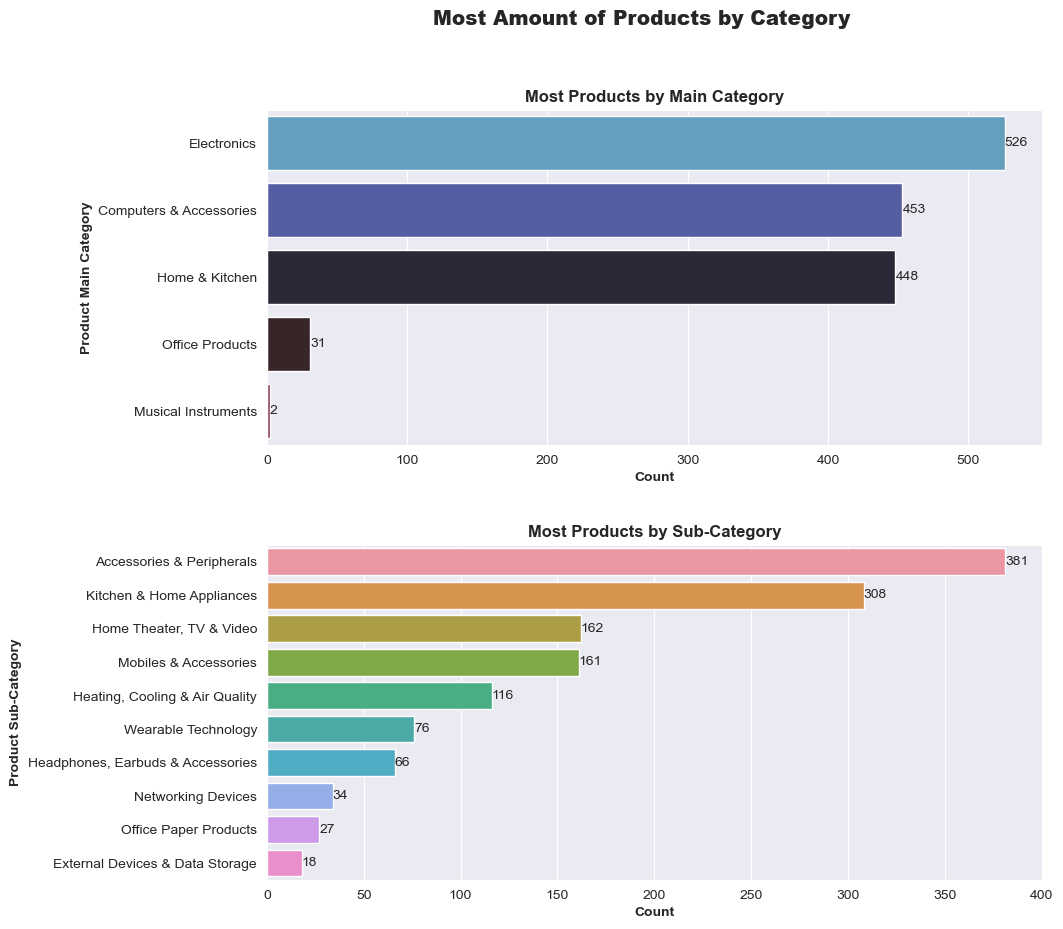 Most Amount of Products by Category
Most Products by Main Category
Product Main Category
Electronics
526
Computers & Accessories
453
Home & Kitchen
448
Office Products
31
Musical Instruments
2
0 100 200 300 400 500
Count
Most Products by Sub-Category
Product Sub-Category
Accessories & Peripherals
381
Kitchen & Home Appliances
308
Home Theater, TV & Video
162
Mobiles & Accessories
161
Heating, Cooling & Air Quality
116
Wearable Technology
76
Headphones, Earbuds & Accessories
66
Networking Devices
34
Office Paper Products
27
External Devices & Data Storage
18
0 50 100 150 200 250 300 350 400
Count